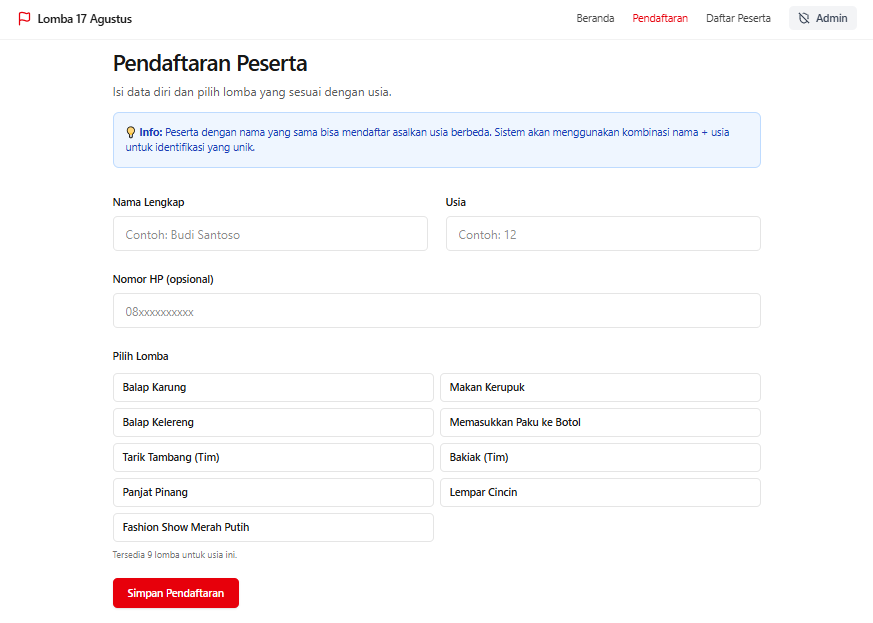 Lomba 17 Agustus
Beranda
Pendaftaran
Daftar Peserta
Admin
Pendaftaran Peserta
Isi data diri dan pilih lomba yang sesuai dengan usia.
Info: Peserta dengan nama yang sama bisa mendaftar asalkan usia berbeda. Sistem akan menggunakan kombinasi nama + usia
untuk identifikasi yang unik.
Nama Lengkap
Usia
Contoh: Budi Santoso
Contoh: 12
Nomor HP (opsional)
08xxxxxxxxxx
Pilih Lomba
Balap Karung
Makan Kerupuk
Balap Kelereng
Memasukkan Paku ke Botol
Tarik Tambang (Tim)
Bakiak (Tim)
Panjat Pinang
Lempar Cincin
Fashion Show Merah Putih
Tersedia 9 lomba untuk usia ini.
Simpan Pendaftaran